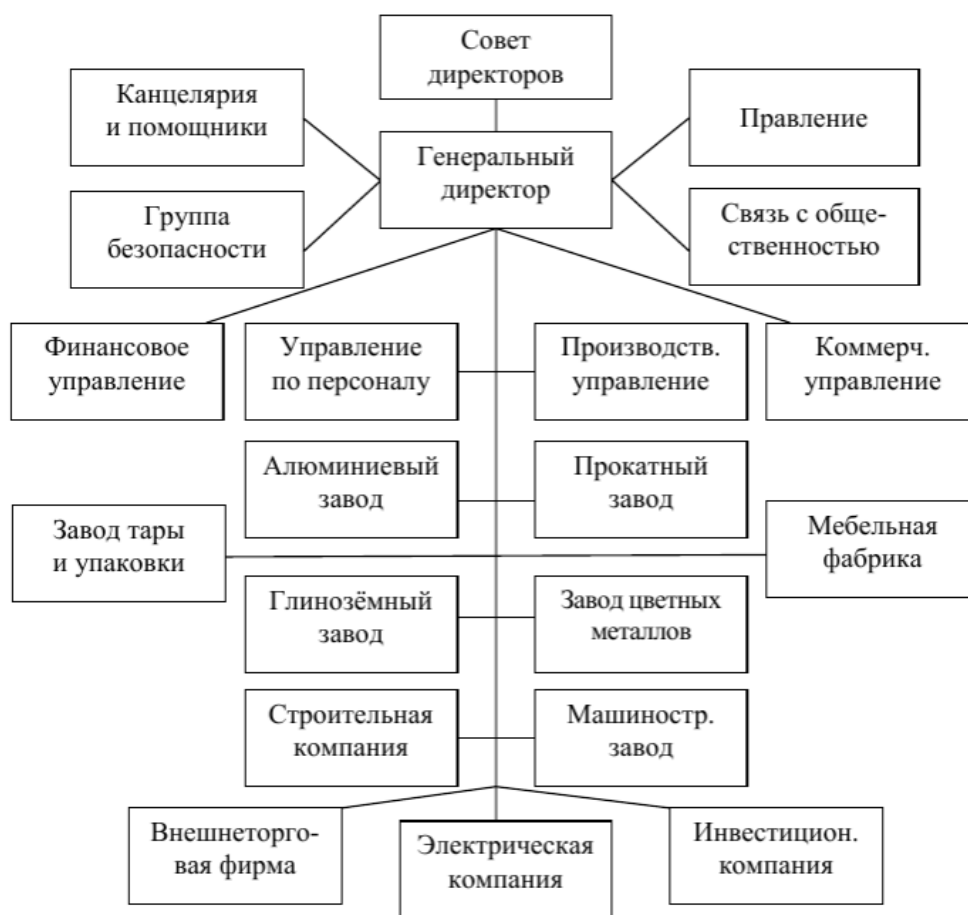 Совет
директоров
Канцелярия
и помощники
Правление
Генеральный
директор
Группа
безопасности
Связь с обще-
ственностью
Финансовое
управление
Управление
по персоналу
Производств.
управление
Коммерч.
управление
Алюминиевый
завод
Прокатный
завод
Завод тары
и упаковки
Мебельная
фабрика
Глинозёмный
завод
Завод цветных
металлов
Строительная
компания
Машиностр.
завод
Внешнеторго-
вая фирма
Электрическая
компания
Инвестицион.
компания